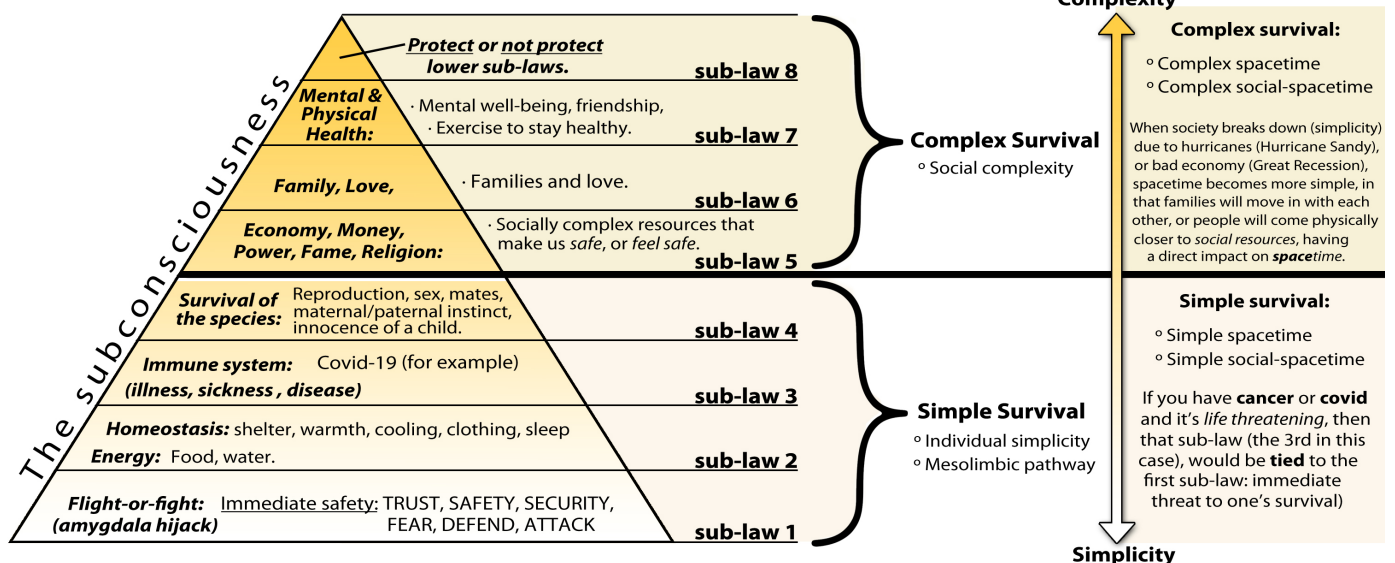 The subconsciousness
Protect or not protect
lower sub-laws.
sub-law 8
Mental &
Physical
Health:
· Mental well-being, friendship,
· Exercise to stay healthy.
sub-law 7
Family, Love,
· Families and love.
sub-law 6
Economy, Money,
Power, Fame, Religion:
· Socially complex resources that
make us safe, or feel safe.
sub-law 5
Survival of
the species:
Reproduction, sex, mates,
maternal/paternal instinct,
innocence of a child.
sub-law 4
Immune system: Covid-19 (for example)
(illness, sickness , disease)
sub-law 3
Homeostasis: shelter, warmth, cooling, clothing, sleep
Energy: Food, water.
sub-law 2
Flight-or-fight: Immediate safety: TRUST, SAFETY, SECURITY,
(amygdala hijack) FEAR, DEFEND, ATTACK
sub-law 1
Complex Survival
º Social complexity
Simple Survival
º Individual simplicity
º Mesolimbic pathway
Complexity
Complex survival:
º Complex spacetime
º Complex social-spacetime
When society breaks down (simplicity)
due to hurricanes (Hurricane Sandy),
or bad economy (Great Recession),
spacetime becomes more simple, in
that families will move in with each
other, or people will come physically
closer to social resources, having
a direct impact on spacetime.
Simple survival:
º Simple spacetime
º Simple social-spacetime
If you have cancer or covid
and it's life threatening, then
that sub-law (the 3rd in this
case), would be tied to the
first sub-law: immediate
threat to one's survival)
Simplicity